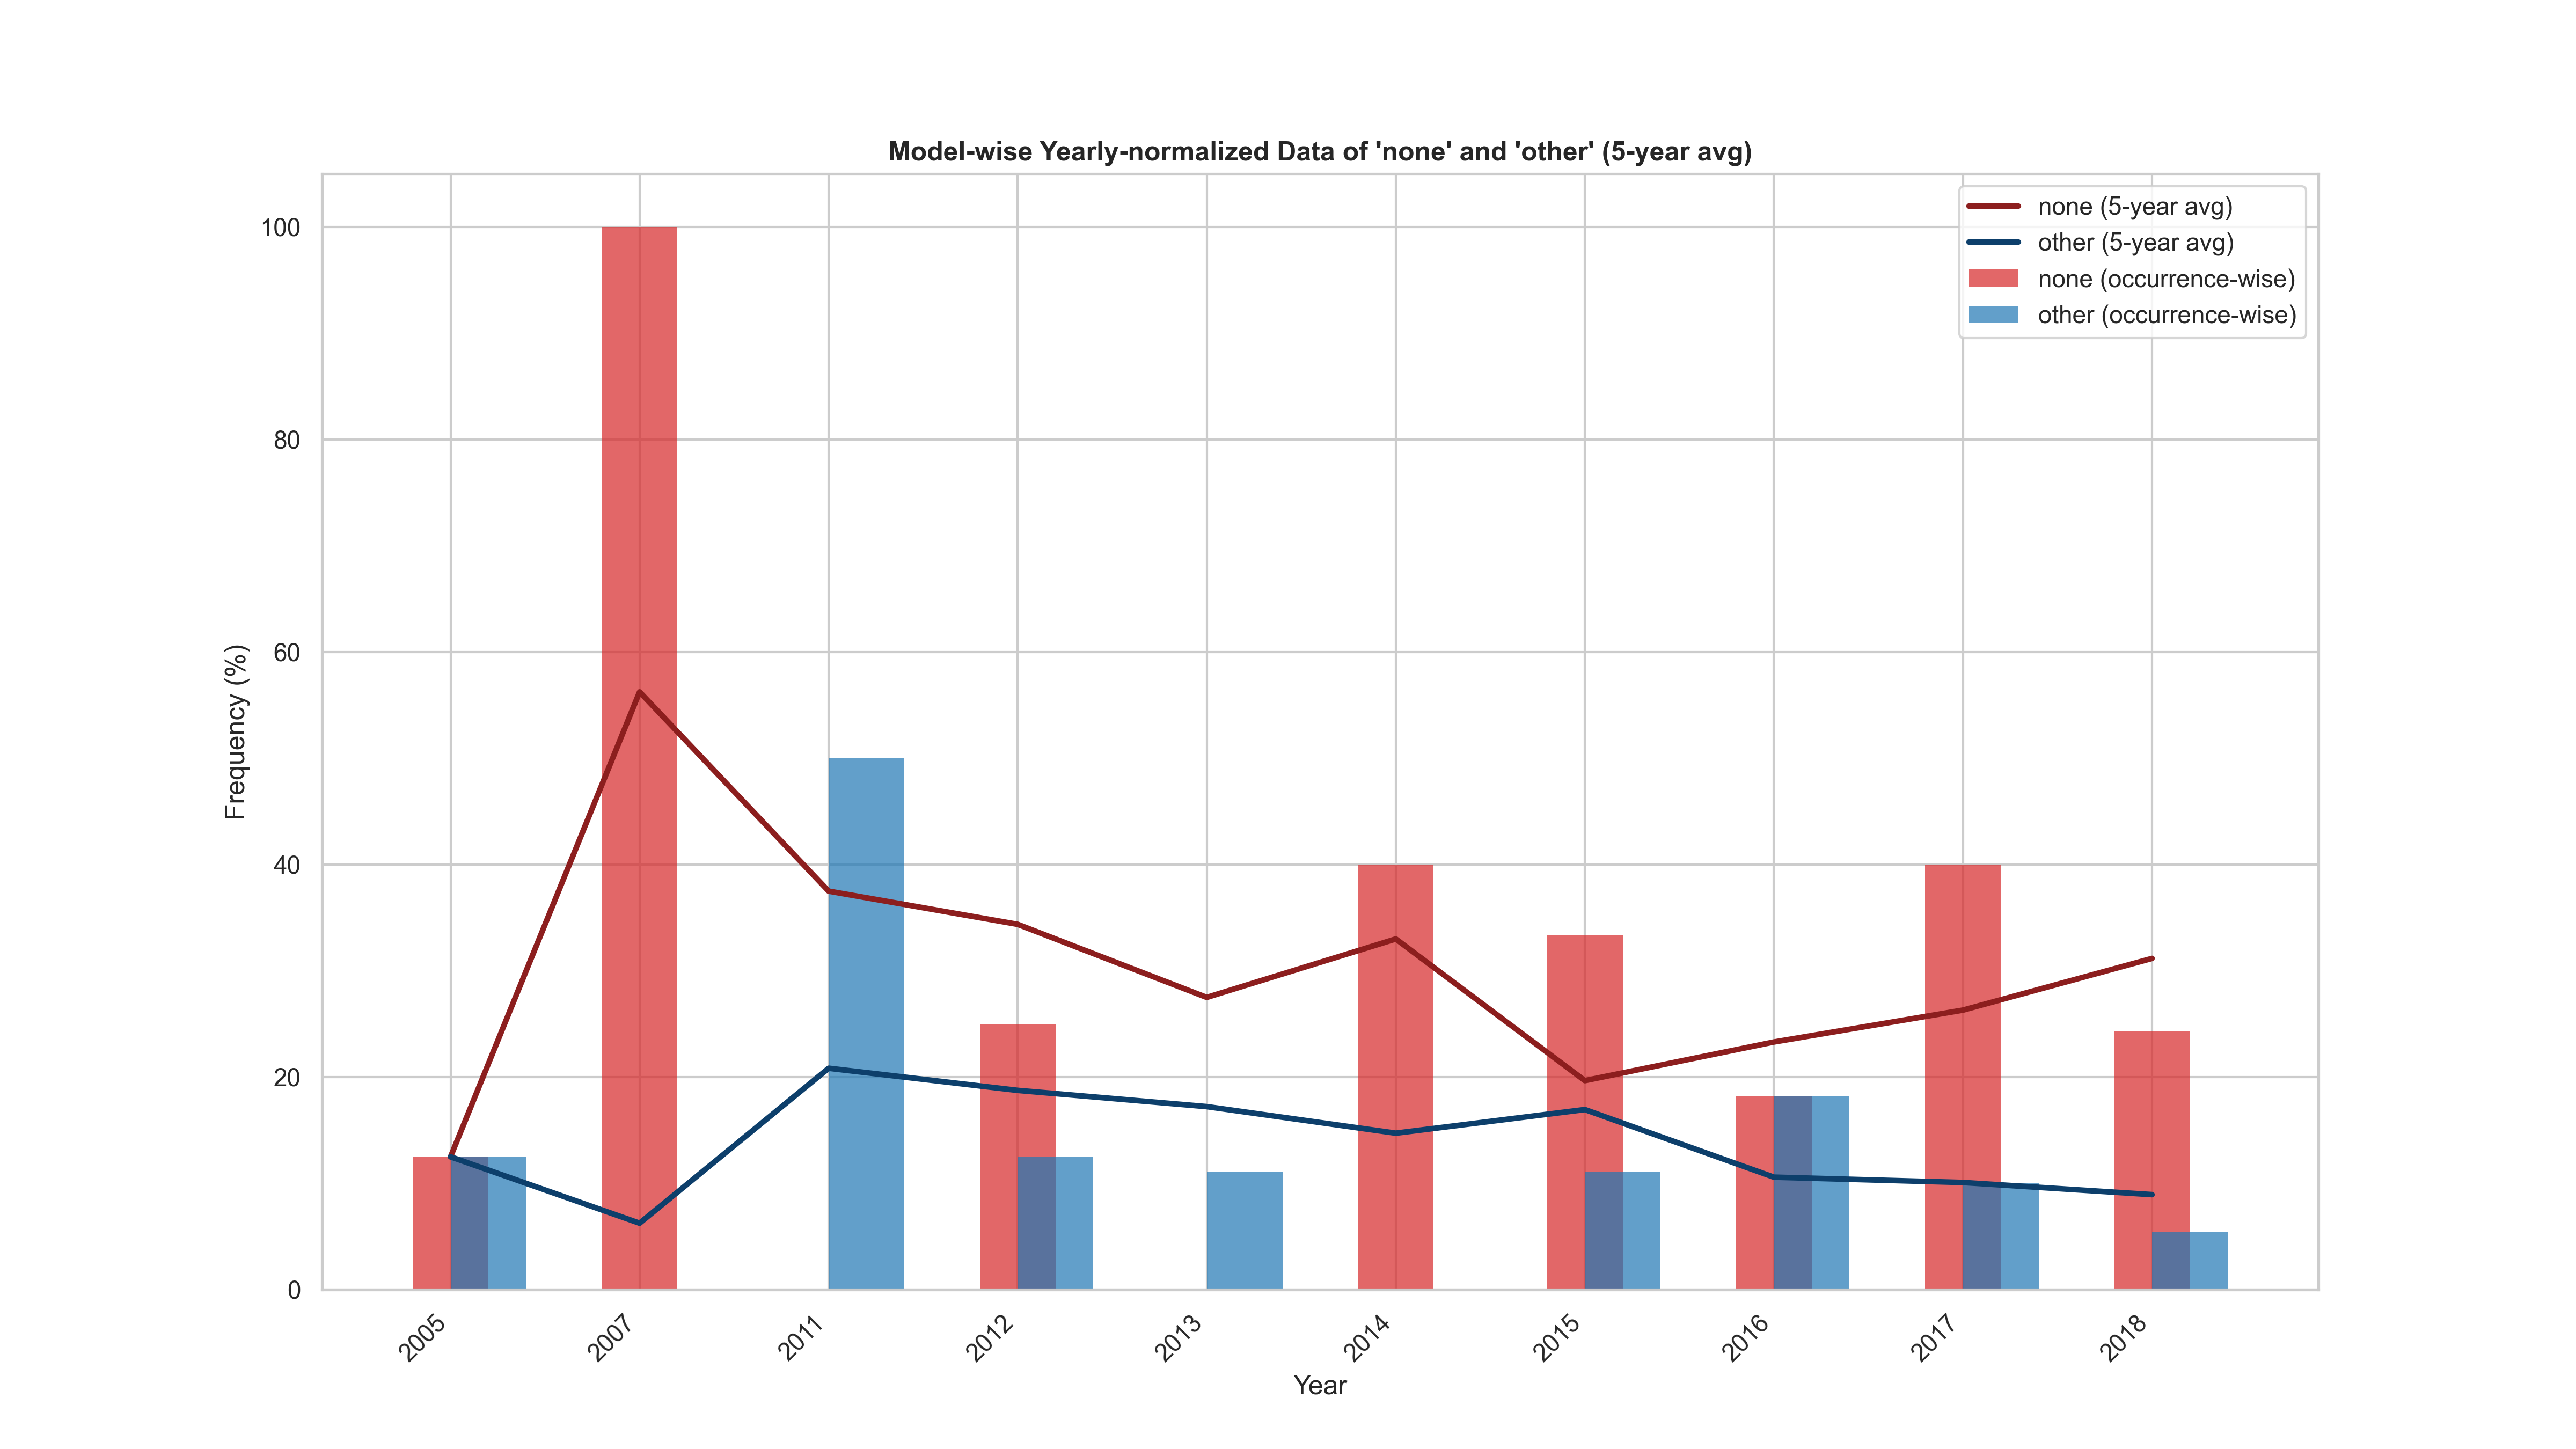 Model-wise Yearly-normalized Data of 'none' and 'other' (5-year avg)
none (5-year avg)
other (5-year avg)
none (occurrence-wise)
other (occurrence-wise)
Frequency (%)
100
80
60
40
20
0
2005
2007
2011
2012
2013
2014
2015
2016
2017
2018
Year